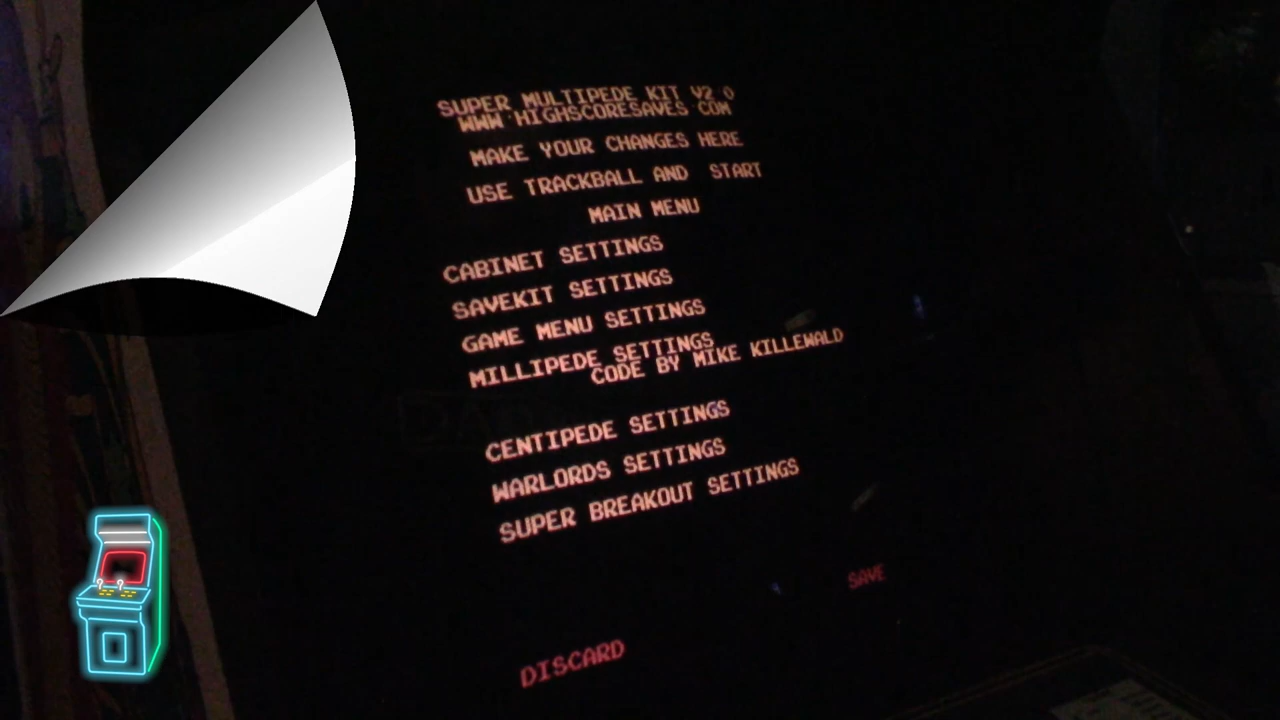 SUPER MULTIPEDE KIT V2.0
WWW.HIGHSCORESAVES.COM
MAKE YOUR CHANGES HERE
USE TRACKBALL AND START
MAIN MENU
CABINET SETTINGS
SAVEKIT SETTINGS
GAME MENU SETTINGS
MILLIPEDE SETTINGS
CODE BY MIKE KILLEWALD
CENTIPEDE SETTINGS
WARLORDS SETTINGS
SUPER BREAKOUT SETTINGS
SAVE
DISCARD